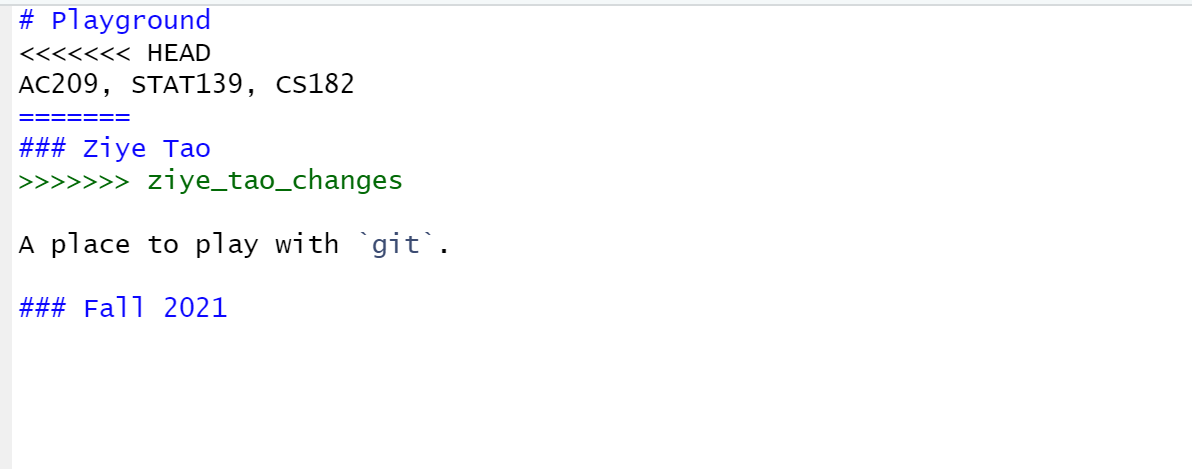 # Playground
<<<<<<< HEAD
AC209, STAT139, CS182
=======
### Ziye Tao
>>>>>>> ziye_tao_changes
A place to play with `git`.
### Fall 2021